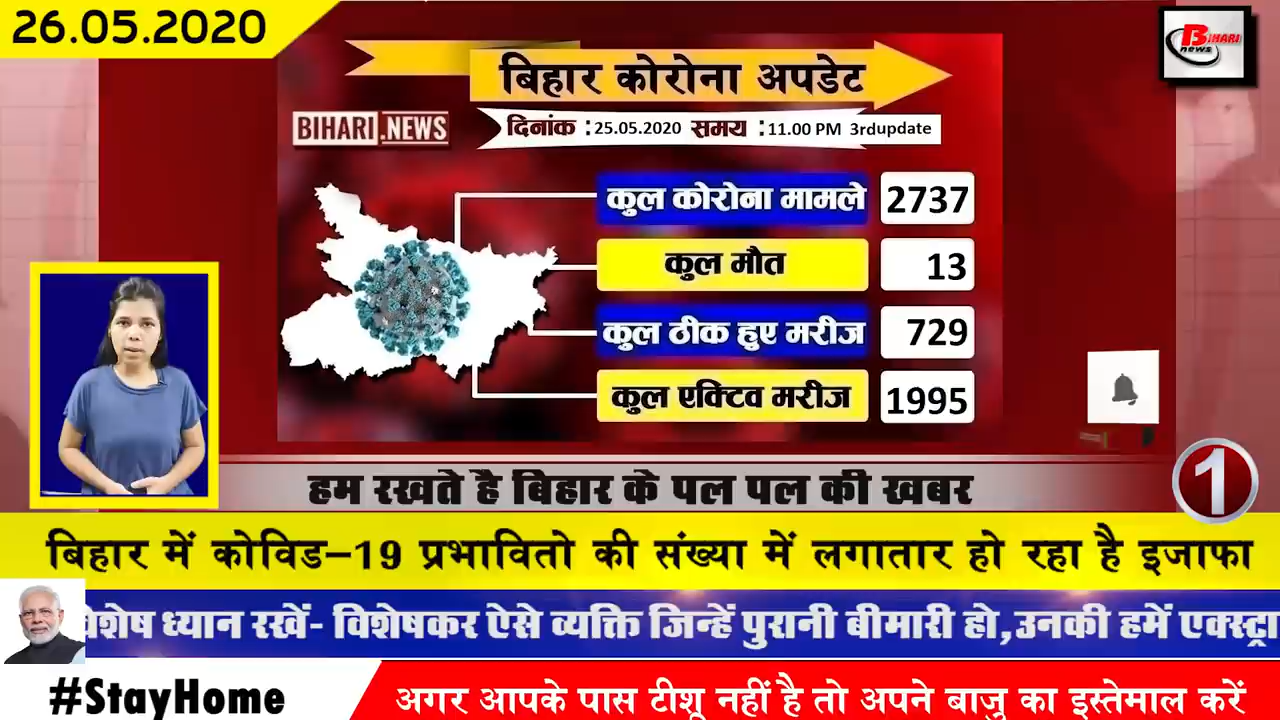 26.05.2020
BIHARI
news
बिहार कोरोना अपडेट
BIHARI.NEWS
दिनांक : 25.05.2020 समय : 11.00 PM 3rdupdate
कुल कोरोना मामले 2737
कुल मौत 13
कुल ठीक हुए मरीज 729
कुल एक्टिव मरीज 1995
हम रखते है बिहार के पल पल की खबर
1
बिहार में कोविड–19 प्रभावितो की संख्या में लगातार हो रहा है इजाफा
ध्यान रखें- विशेषकर ऐसे व्यक्ति जिन्हें पुरानी बीमारी हो,उनकी हमें एक्स्ट्रा
#StayHome
अगर आपके पास टीशू नहीं है तो अपने बाजु का इस्तेमाल करें